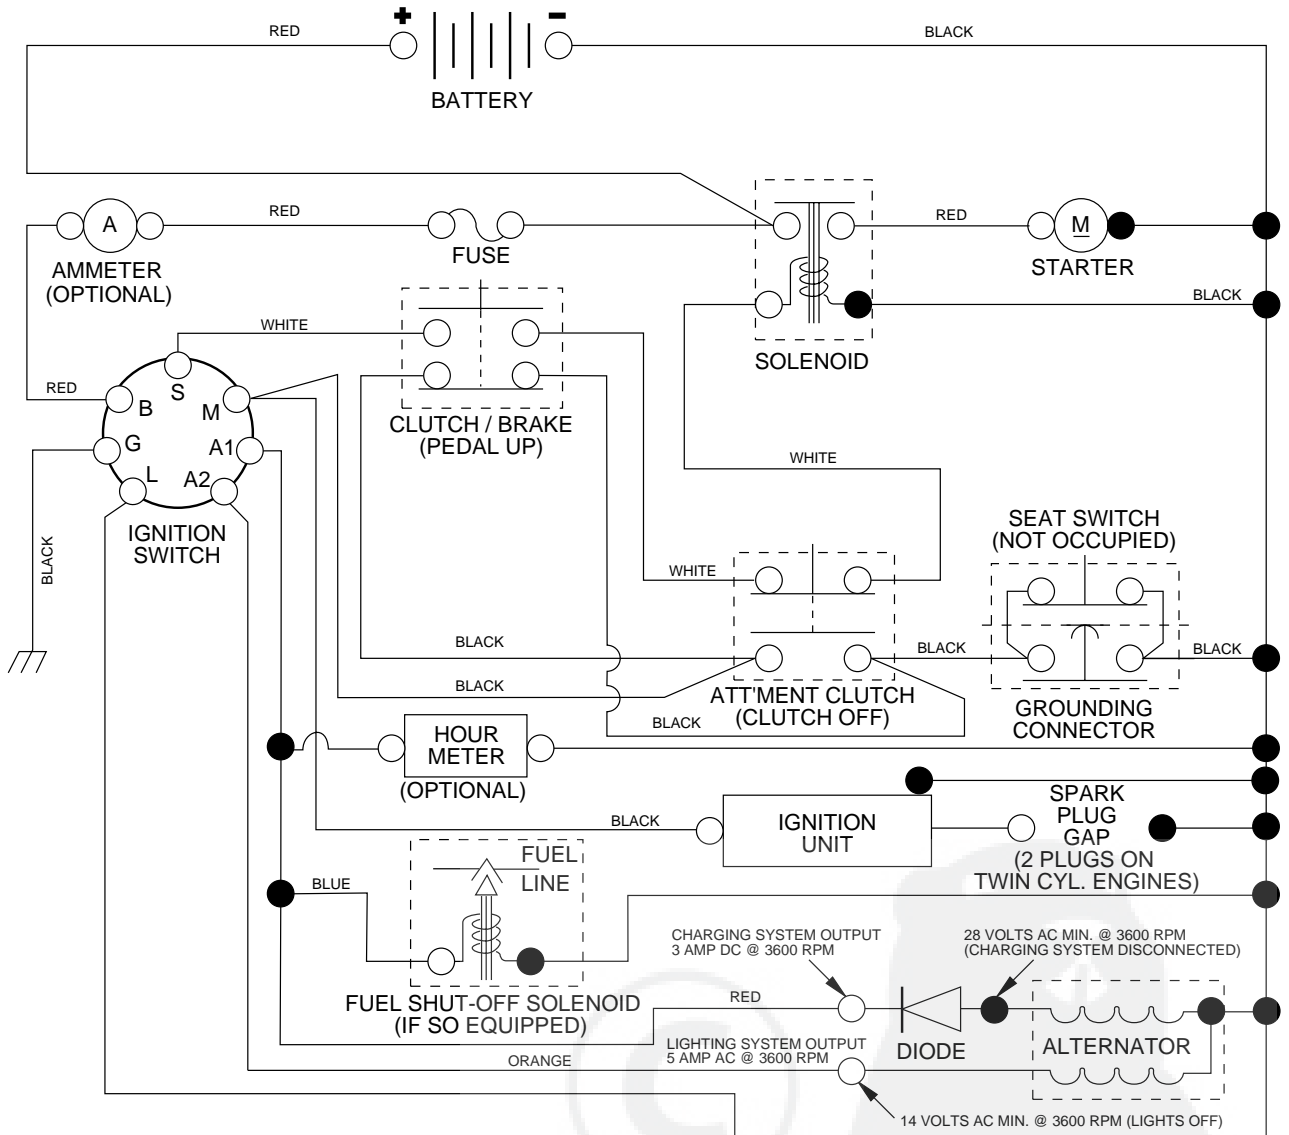 +
−
RED
BLACK
BATTERY
A
RED
FUSE
RED
M
STARTER
AMMETER
(OPTIONAL)
BLACK
WHITE
SOLENOID
S
RED
B
M
CLUTCH / BRAKE
(PEDAL UP)
G
A1
L
A2
WHITE
IGNITION
SWITCH
BLACK
SEAT SWITCH
(NOT OCCUPIED)
WHITE
BLACK
BLACK
BLACK
BLACK
ATT'MENT CLUTCH
(CLUTCH OFF)
BLACK
GROUNDING
CONNECTOR
HOUR
METER
(OPTIONAL)
BLACK
IGNITION
UNIT
SPARK
PLUG
GAP
(2 PLUGS ON
TWIN CYL. ENGINES)
FUEL
LINE
BLUE
CHARGING SYSTEM OUTPUT
3 AMP DC @ 3600 RPM
28 VOLTS AC MIN. @ 3600 RPM
(CHARGING SYSTEM DISCONNECTED)
FUEL SHUT-OFF SOLENOID
(IF SO EQUIPPED)
RED
DIODE
ALTERNATOR
LIGHTING SYSTEM OUTPUT
5 AMP AC @ 3600 RPM
ORANGE
14 VOLTS AC MIN. @ 3600 RPM (LIGHTS OFF)
©